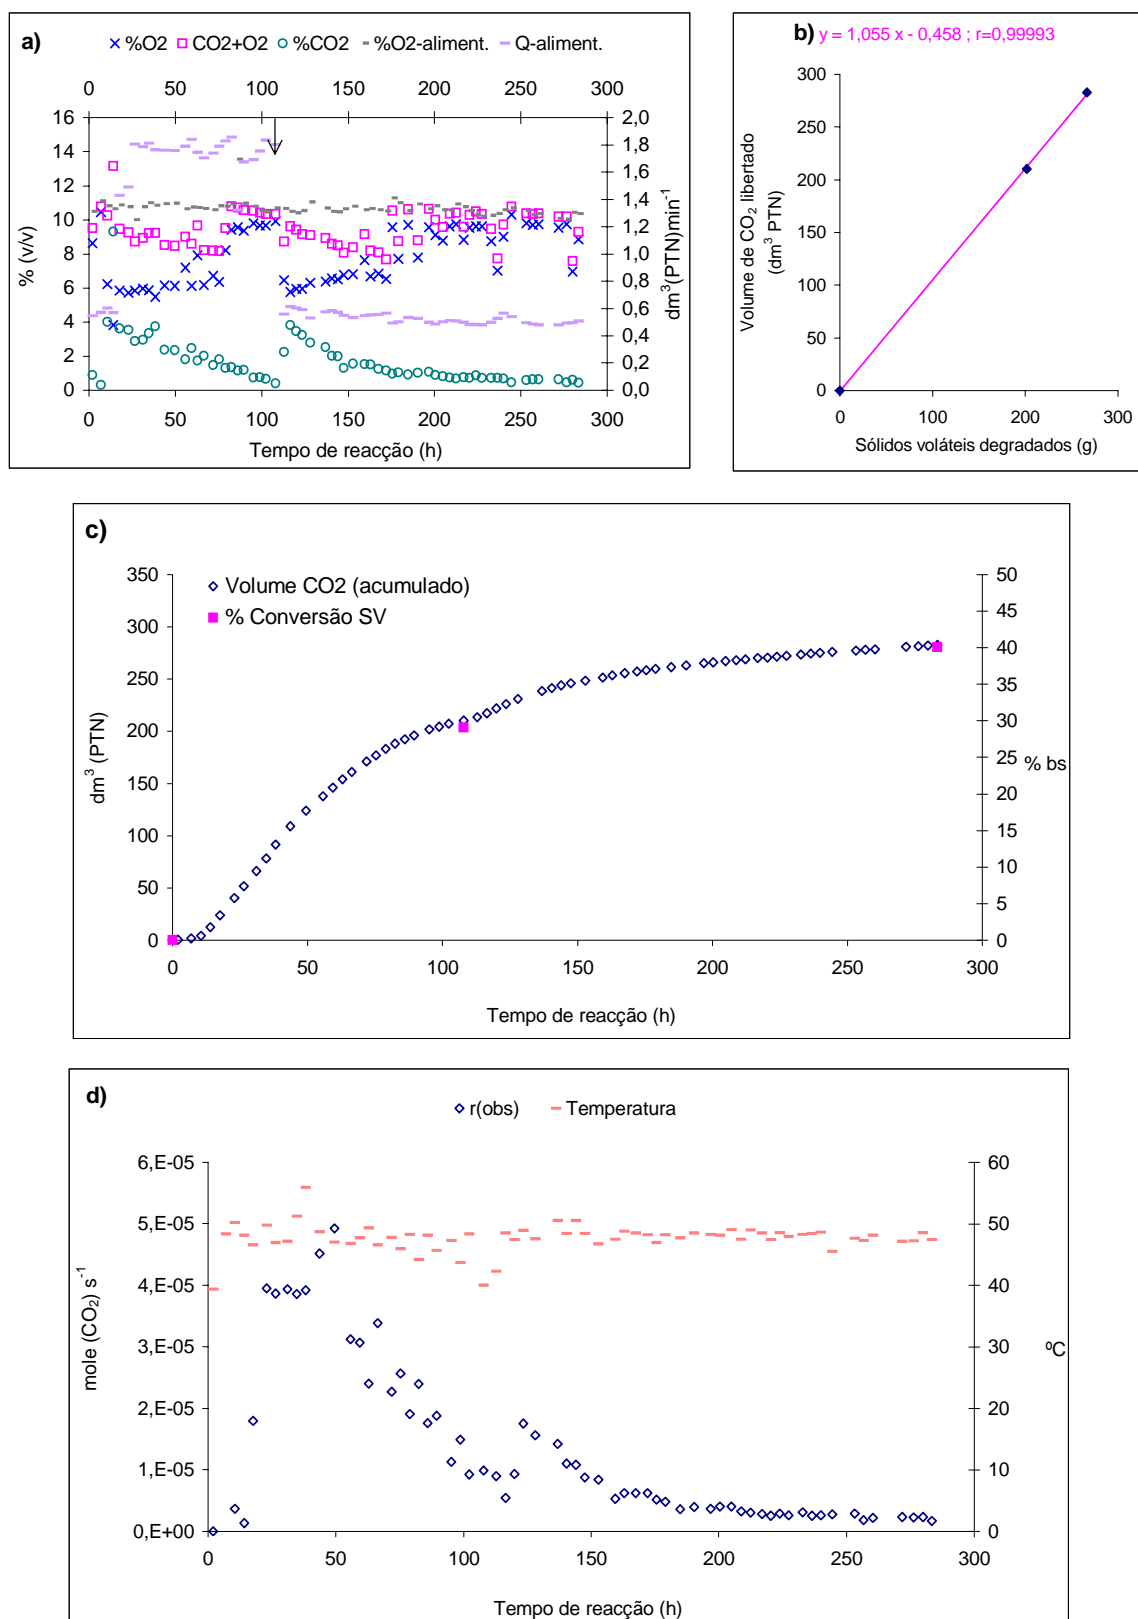 a)
%O2 CO2+O2 %CO2 %O2-aliment. Q-aliment.
0 50 100 150 200 250 300
16 14 12 10 8 6 4 2 0
% (v/v)
2,0 1,8 1,6 1,4 1,2 1,0 0,8 0,6 0,4 0,2 0,0
dm³(PTN)min⁻¹
0 50 100 150 200 250 300
Tempo de reacção (h)
b) y = 1,055 x - 0,458 ; r=0,99993
Volume de CO₂ libertado
(dm³ PTN)
300 250 200 150 100 50 0
0 100 200 300
Sólidos voláteis degradados (g)
c)
Volume CO2 (acumulado)
% Conversão SV
dm³ (PTN)
350 300 250 200 150 100 50 0
50 45 40 35 30 25 20 15 10 5 0
% bs
0 50 100 150 200 250 300
Tempo de reacção (h)
d)
r(obs) Temperatura
mole (CO₂) s⁻¹
6,E-05 5,E-05 4,E-05 3,E-05 2,E-05 1,E-05 0,E+00
60 50 40 30 20 10 0
ºC
0 50 100 150 200 250 300
Tempo de reacção (h)